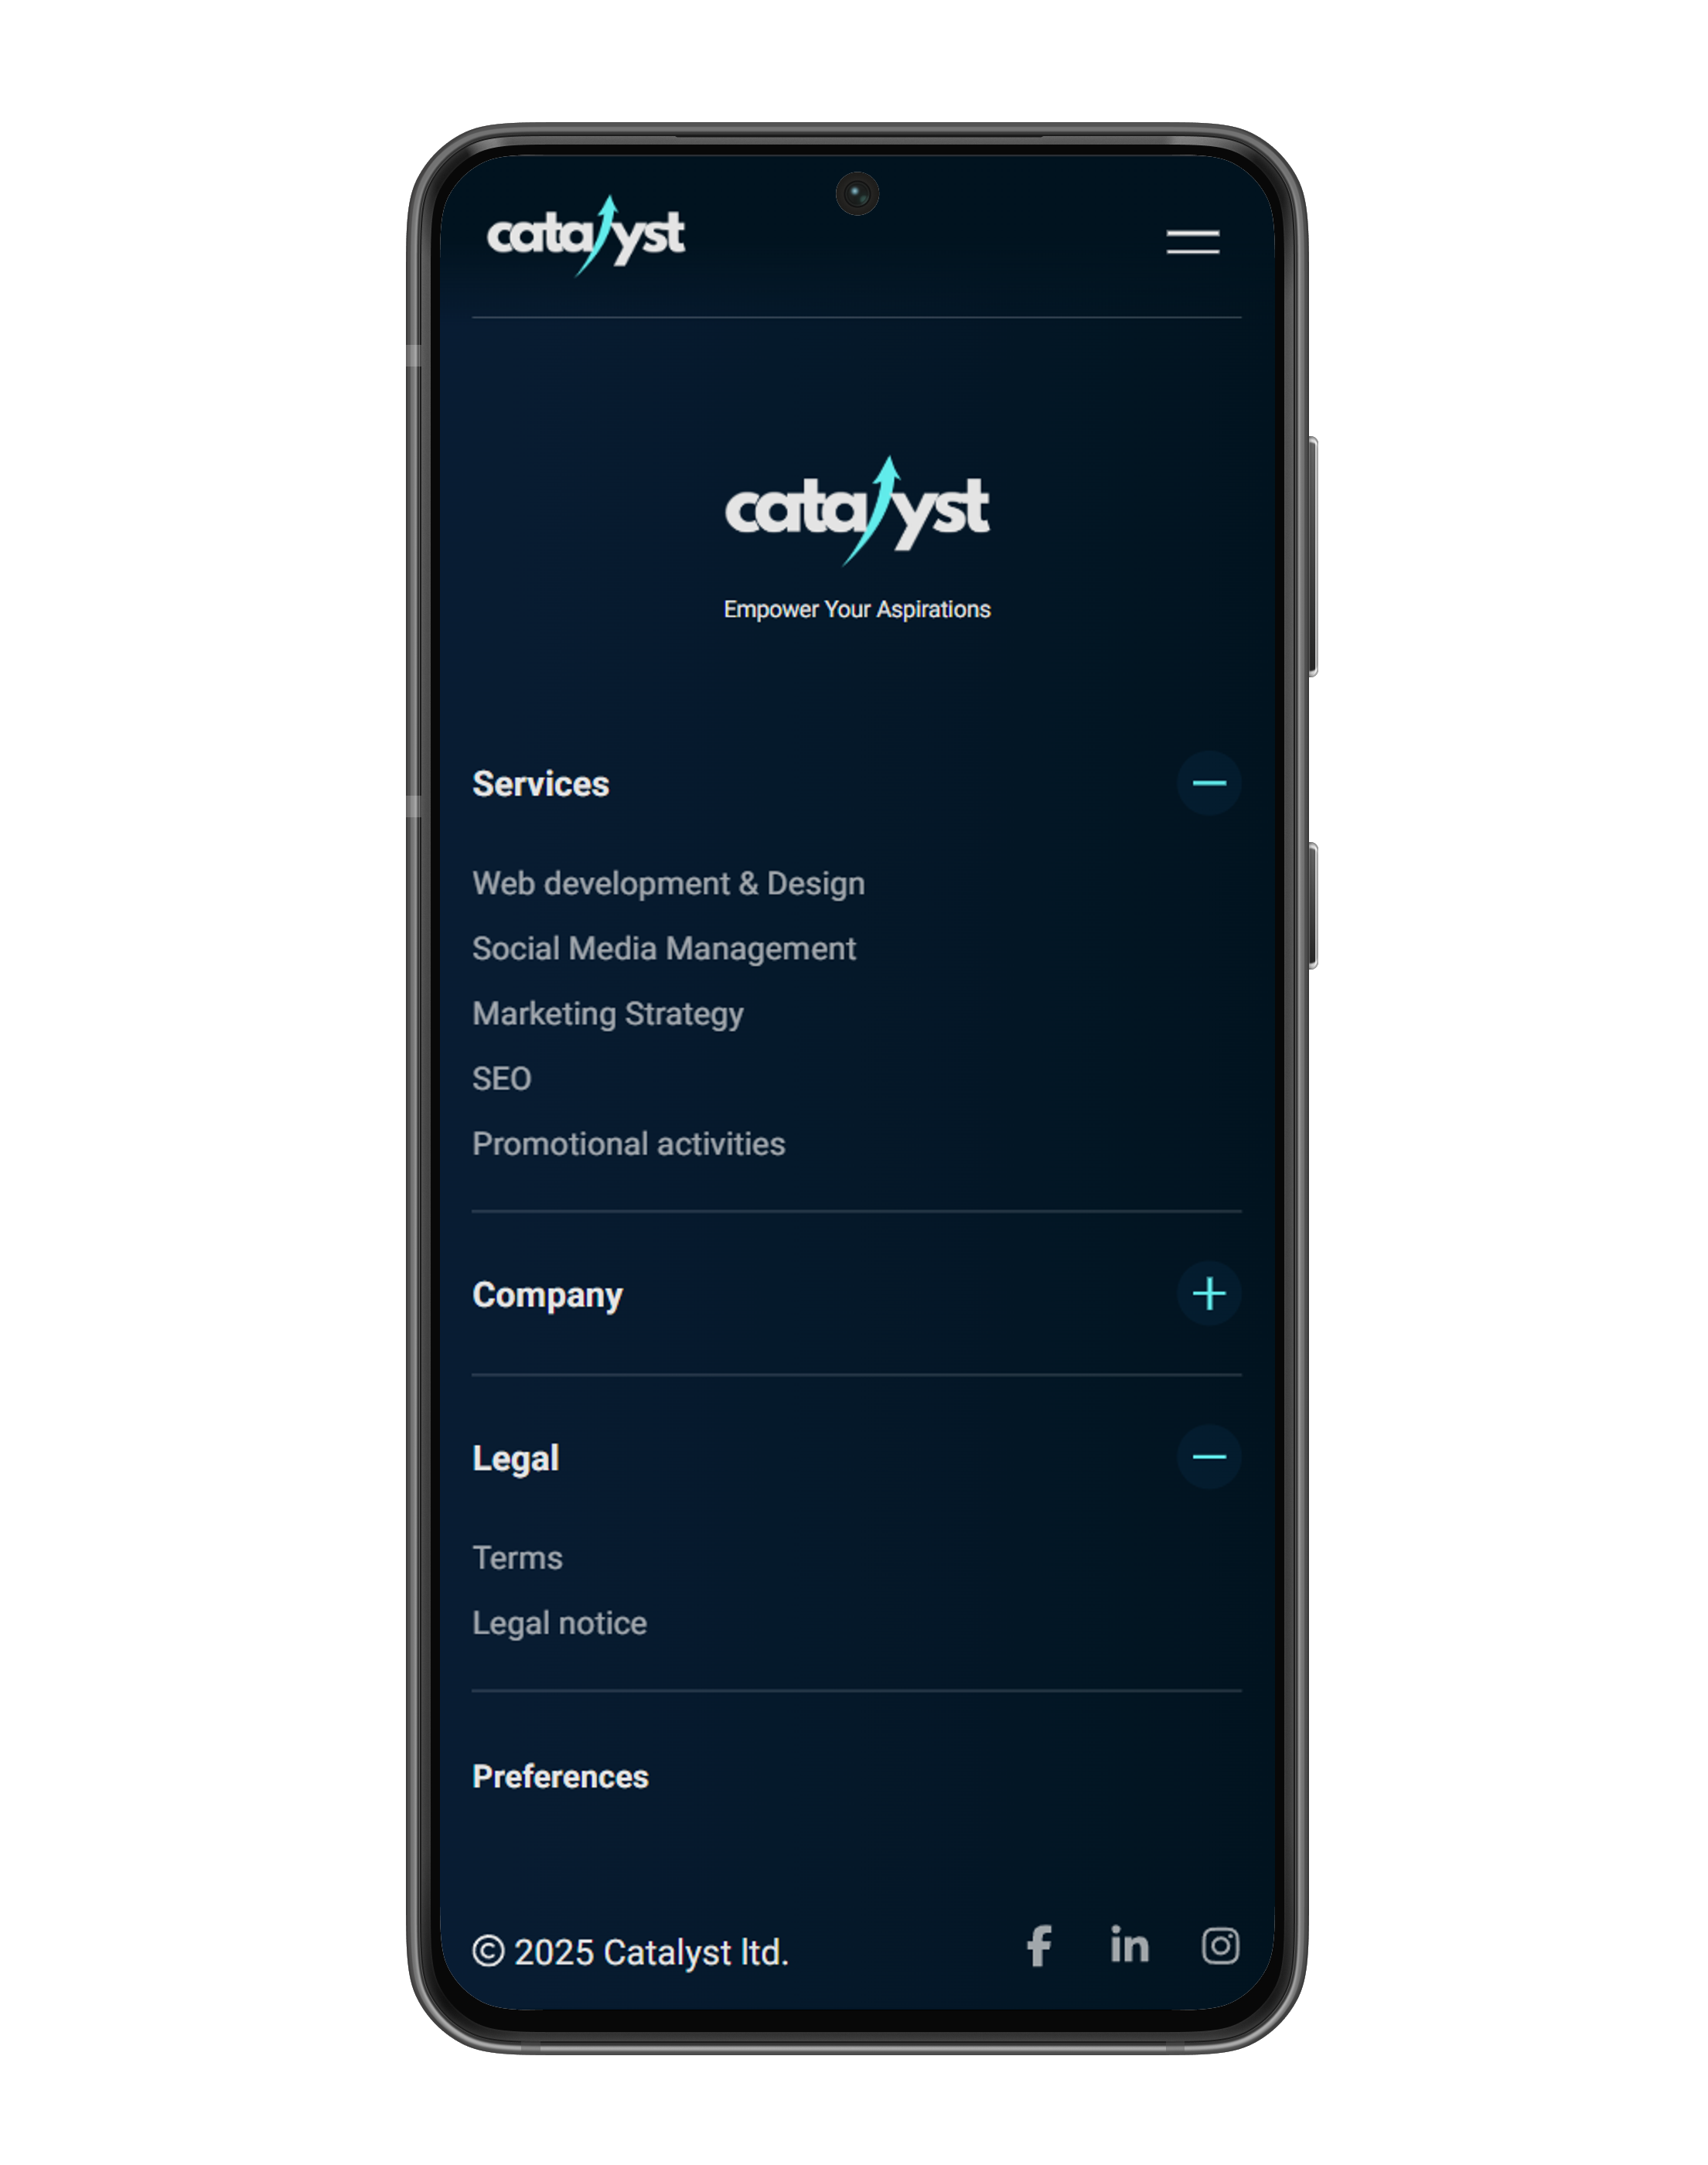 catalyst
catalyst
Empower Your Aspirations
Services
Web development & Design
Social Media Management
Marketing Strategy
SEO
Promotional activities
Company
Legal
Terms
Legal notice
Preferences
© 2025 Catalyst ltd.